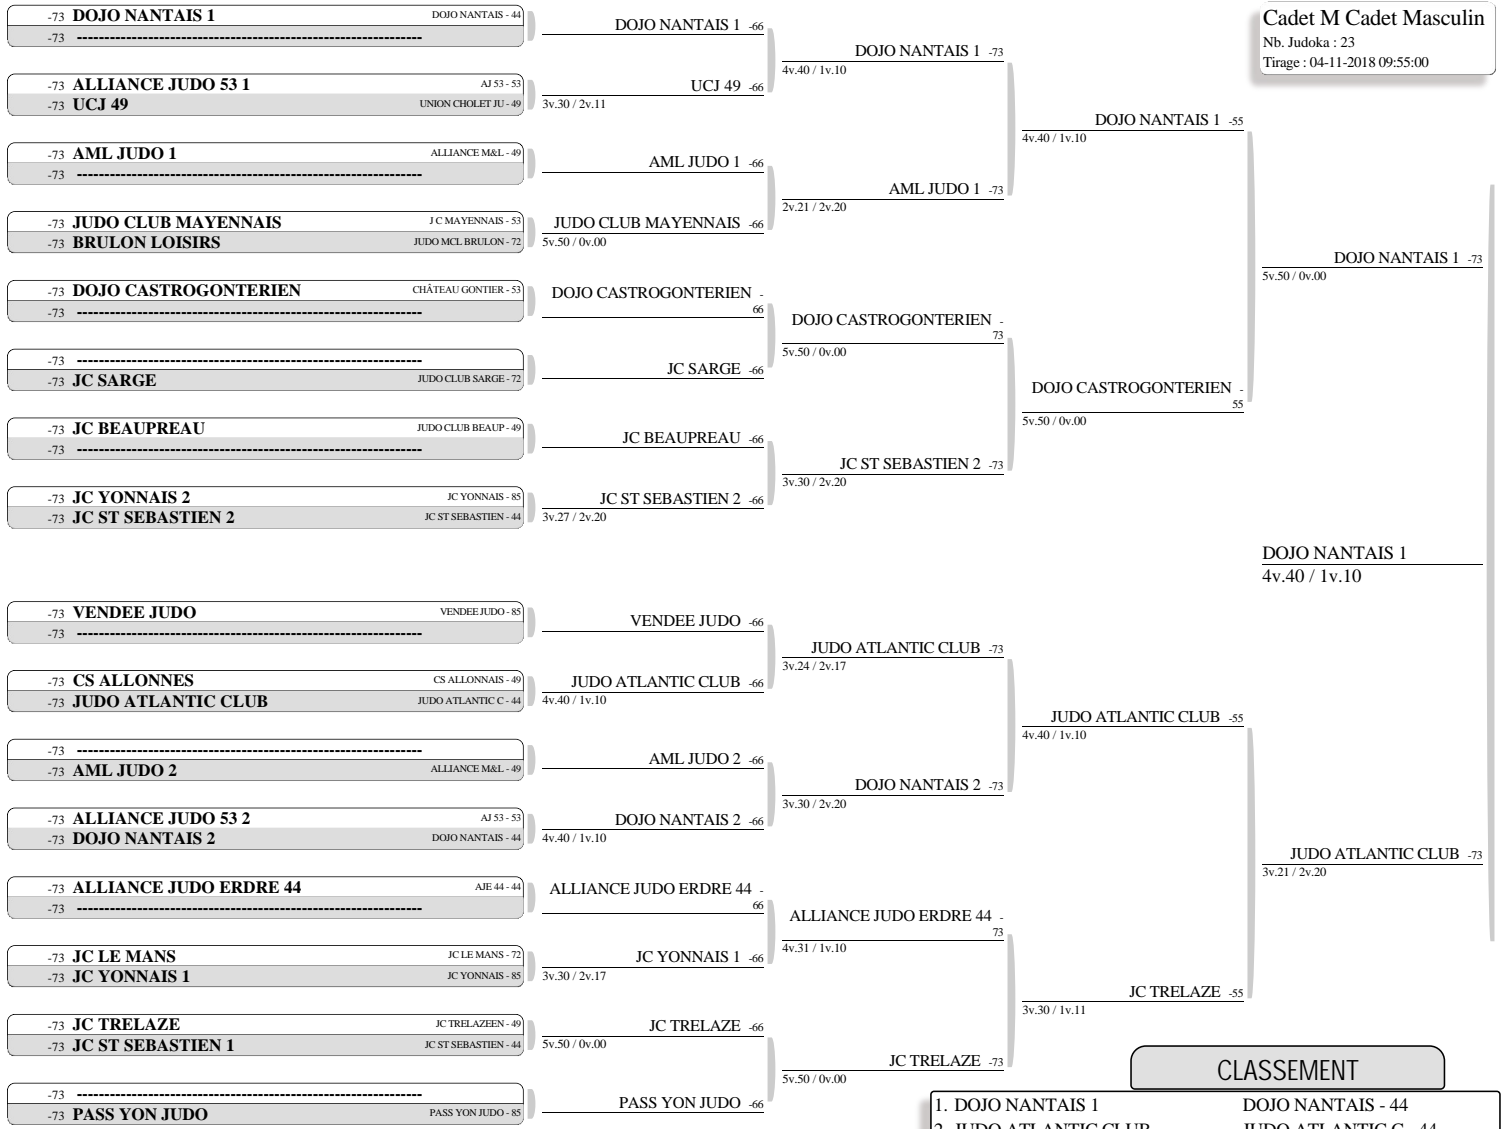 Cadet M Cadet Masculin
Nb. Judoka : 23
Tirage : 04-11-2018 09:55:00
-73 DOJO NANTAIS 1 DOJO NANTAIS - 44
-73 ----------------------------------------------------------------
-73 ALLIANCE JUDO 53 1 AJ 53 - 53
-73 UCJ 49 UNION CHOLET JU - 49
-73 AML JUDO 1 ALLIANCE M&L - 49
-73 ----------------------------------------------------------------
-73 JUDO CLUB MAYENNAIS J C MAYENNAIS - 53
-73 BRULON LOISIRS JUDO MCL BRULON - 72
-73 DOJO CASTROGONTERIEN CHÂTEAU GONTIER - 53
-73 ----------------------------------------------------------------
-73 ----------------------------------------------------------------
-73 JC SARGE JUDO CLUB SARGE - 72
-73 JC BEAUPREAU JUDO CLUB BEAUP - 49
-73 ----------------------------------------------------------------
-73 JC YONNAIS 2 JC YONNAIS - 85
-73 JC ST SEBASTIEN 2 JC ST SEBASTIEN - 44
-73 VENDEE JUDO VENDEE JUDO - 85
-73 ----------------------------------------------------------------
-73 CS ALLONNES CS ALLONNAIS - 49
-73 JUDO ATLANTIC CLUB JUDO ATLANTIC C - 44
-73 ----------------------------------------------------------------
-73 AML JUDO 2 ALLIANCE M&L - 49
-73 ALLIANCE JUDO 53 2 AJ 53 - 53
-73 DOJO NANTAIS 2 DOJO NANTAIS - 44
-73 ALLIANCE JUDO ERDRE 44 AJE 44 - 44
-73 ----------------------------------------------------------------
-73 JC LE MANS JC LE MANS - 72
-73 JC YONNAIS 1 JC YONNAIS - 85
-73 JC TRELAZE JC TRELAZEEN - 49
-73 JC ST SEBASTIEN 1 JC ST SEBASTIEN - 44
-73 ----------------------------------------------------------------
-73 PASS YON JUDO PASS YON JUDO - 85
DOJO NANTAIS 1 -66
UCJ 49 -66
3v.30 / 2v.11
AML JUDO 1 -66
JUDO CLUB MAYENNAIS -66
5v.50 / 0v.00
DOJO CASTROGONTERIEN -
66
JC SARGE -66
JC BEAUPREAU -66
JC ST SEBASTIEN 2 -66
3v.27 / 2v.20
VENDEE JUDO -66
JUDO ATLANTIC CLUB -66
4v.40 / 1v.10
AML JUDO 2 -66
DOJO NANTAIS 2 -66
4v.40 / 1v.10
ALLIANCE JUDO ERDRE 44 -
66
JC YONNAIS 1 -66
3v.30 / 2v.17
JC TRELAZE -66
5v.50 / 0v.00
PASS YON JUDO -66
DOJO NANTAIS 1 -73
4v.40 / 1v.10
AML JUDO 1 -73
2v.21 / 2v.20
DOJO CASTROGONTERIEN -
73
5v.50 / 0v.00
JC ST SEBASTIEN 2 -73
3v.30 / 2v.20
JUDO ATLANTIC CLUB -73
3v.24 / 2v.17
DOJO NANTAIS 2 -73
3v.30 / 2v.20
ALLIANCE JUDO ERDRE 44 -
73
4v.31 / 1v.10
JC TRELAZE -73
5v.50 / 0v.00
DOJO NANTAIS 1 -55
4v.40 / 1v.10
DOJO CASTROGONTERIEN -
55
5v.50 / 0v.00
JUDO ATLANTIC CLUB -55
4v.40 / 1v.10
JC TRELAZE -55
3v.30 / 1v.11
DOJO NANTAIS 1 -73
5v.50 / 0v.00
JUDO ATLANTIC CLUB -73
3v.21 / 2v.20
DOJO NANTAIS 1
4v.40 / 1v.10
CLASSEMENT
1. DOJO NANTAIS 1 DOJO NANTAIS - 44
2. JUDO ATLANTIC CLUB JUDO ATLANTIC C - 44